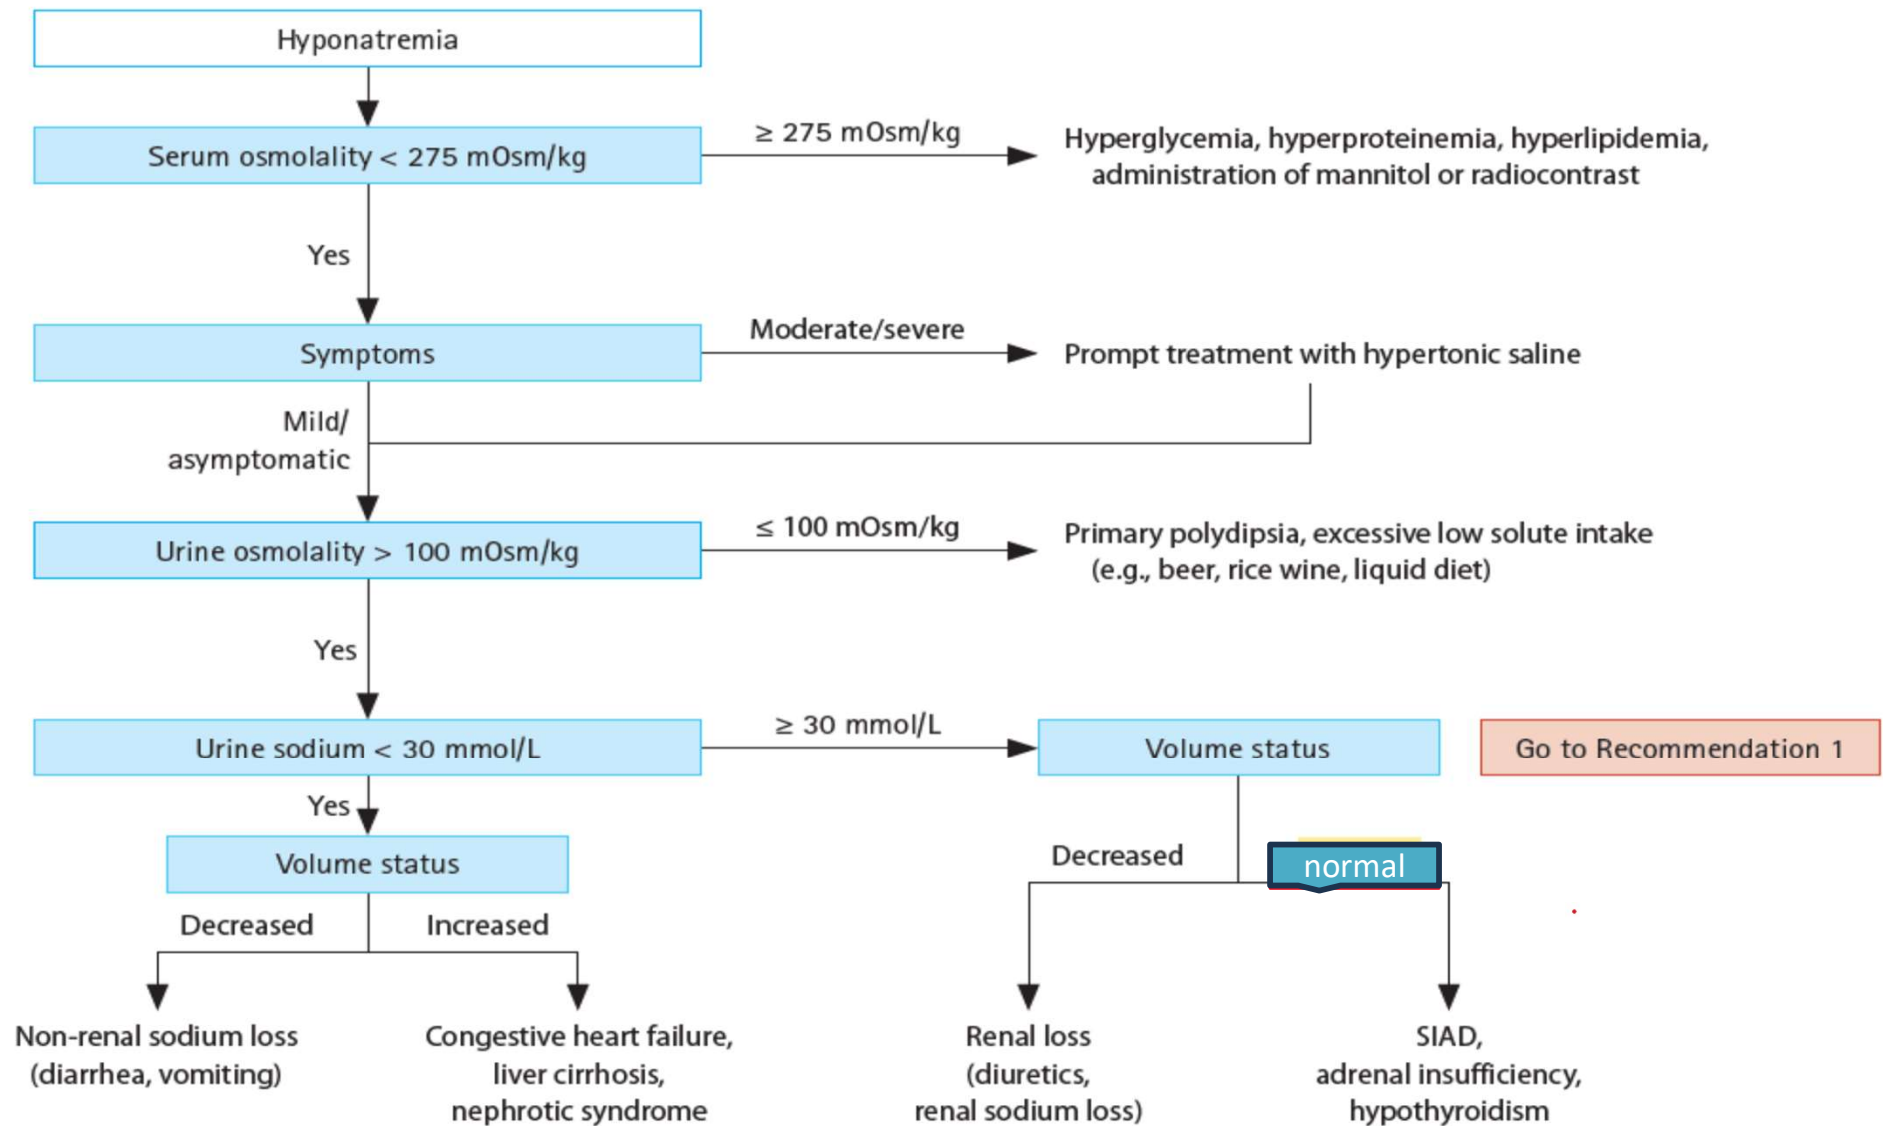 Hyponatremia
Serum osmolality < 275 mOsm/kg
≥ 275 mOsm/kg
Hyperglycemia, hyperproteinemia, hyperlipidemia,
administration of mannitol or radiocontrast
Yes
Symptoms
Moderate/severe
Prompt treatment with hypertonic saline
Mild/
asymptomatic
Urine osmolality > 100 mOsm/kg
≤ 100 mOsm/kg
Primary polydipsia, excessive low solute intake
(e.g., beer, rice wine, liquid diet)
Yes
Urine sodium < 30 mmol/L
≥ 30 mmol/L
Volume status
Go to Recommendation 1
Yes
Volume status
Decreased
normal
Decreased
Increased
Non-renal sodium loss
(diarrhea, vomiting)
Congestive heart failure,
liver cirrhosis,
nephrotic syndrome
Renal loss
(diuretics,
renal sodium loss)
SIAD,
adrenal insufficiency,
hypothyroidism